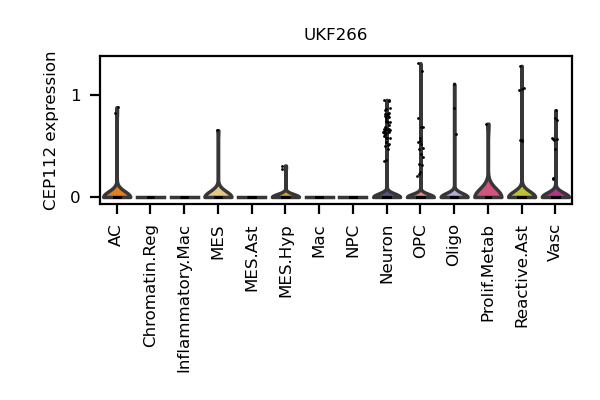 UKF266
CEP112 expression
1
0
AC
Chromatin.Reg
Inflammatory.Mac
MES
MES.Ast
MES.Hyp
Mac
NPC
Neuron
OPC
Oligo
Prolif.Metab
Reactive.Ast
Vasc